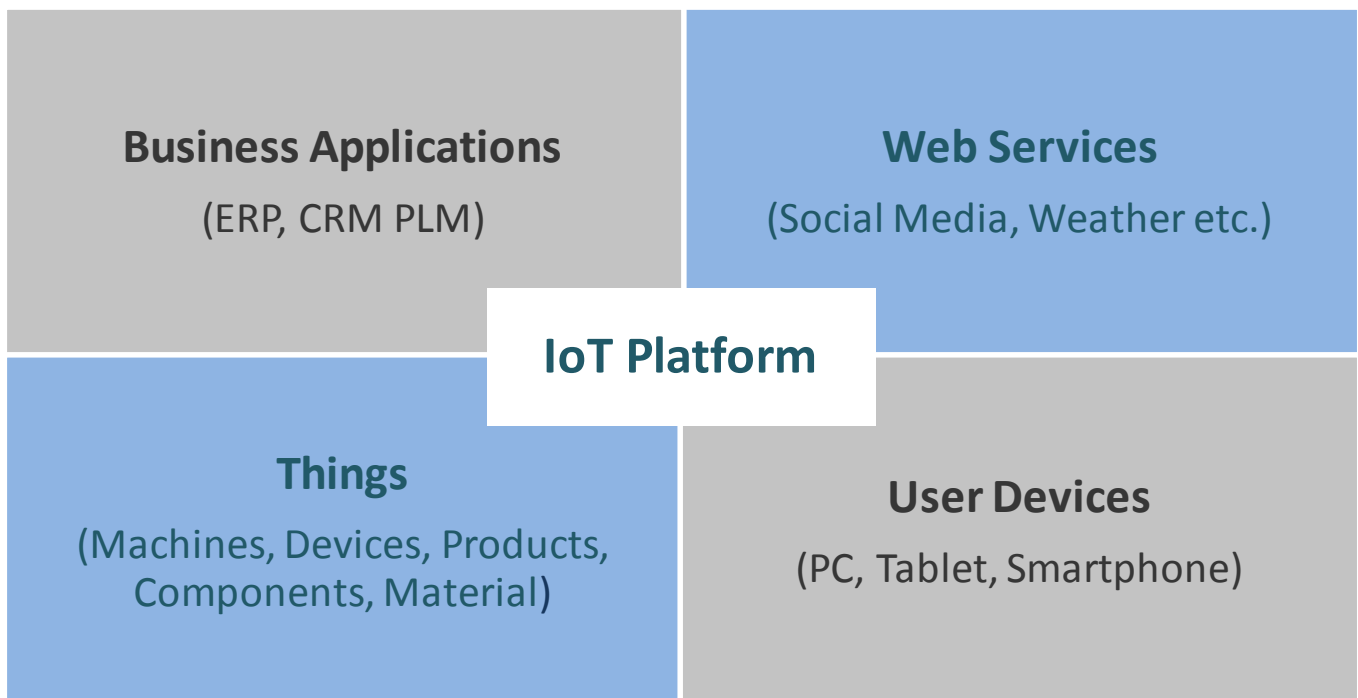 Business Applications
(ERP, CRM PLM)
Web Services
(Social Media, Weather etc.)
IoT Platform
Things
(Machines, Devices, Products,
Components, Material)
User Devices
(PC, Tablet, Smartphone)